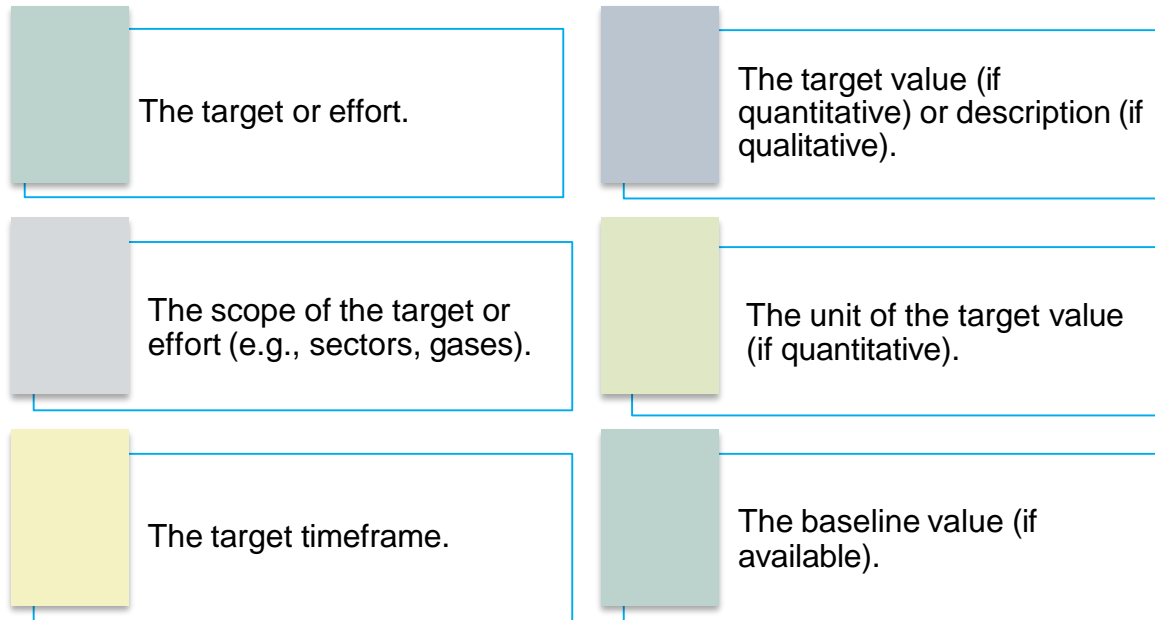 The target or effort.
The target value (if
quantitative) or description (if
qualitative).
The scope of the target or
effort (e.g., sectors, gases).
The unit of the target value
(if quantitative).
The target timeframe.
The baseline value (if
available).